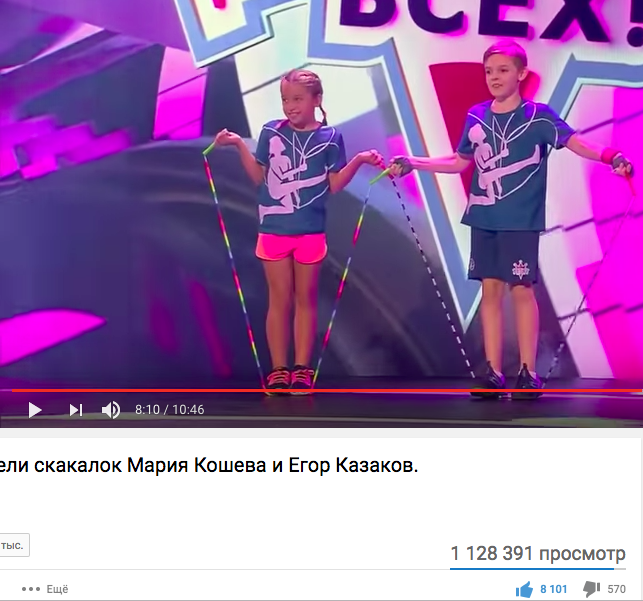 ВСЕХ!
8:10 / 10:46
ели скакалок Мария Кошева и Егор Казаков.
тыс.
1 128 391 просмотр
Ещё
8 101
570